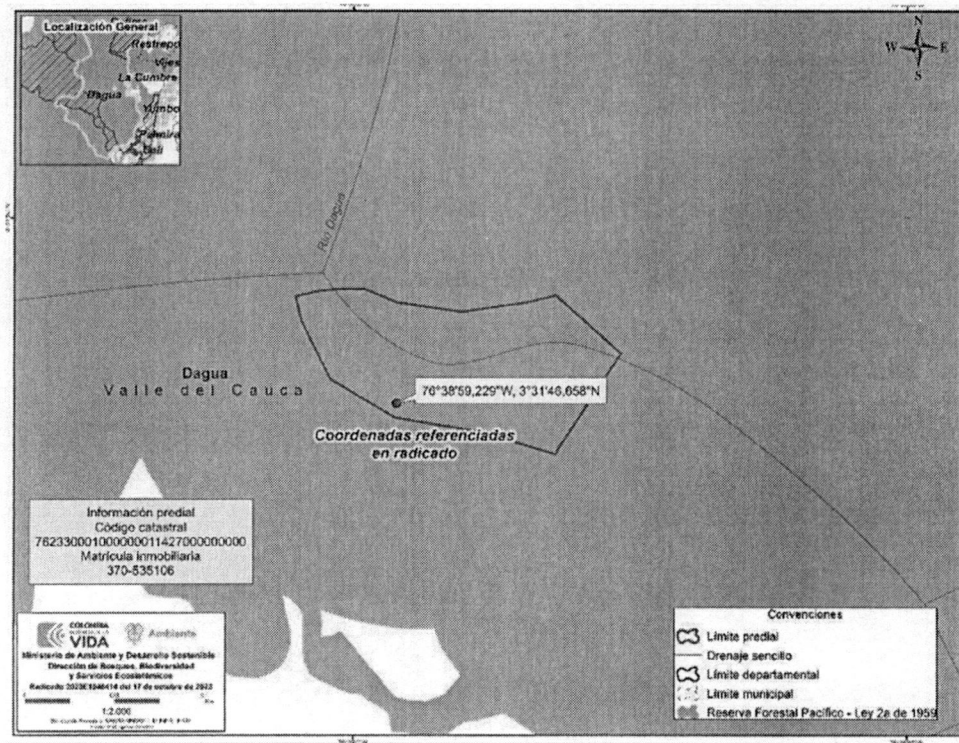 Localización General
Restrepo
Vijes
La Cumbre
Dagua
Yumbo
Palmira
Cali
N
W E
S
Río Dagua
Dagua
Valle del Cauca
76°38'59,229"W, 3°31'46,658"N
Coordenadas referenciadas
en radicado
Información predial
Código catastral
Matrícula inmobiliaria
370-535106
COLOMBIA
VIDA
Ambiente
Ministerio de Ambiente y Desarrollo Sostenible
Dirección de Bosques, Biodiversidad
y Servicios Ecosistémicos
1:2.000
Convenciones
Límite predial
Drenaje sencillo
Límite departamental
Límite municipal
Reserva Forestal Pacífico - Ley 2a de 1959